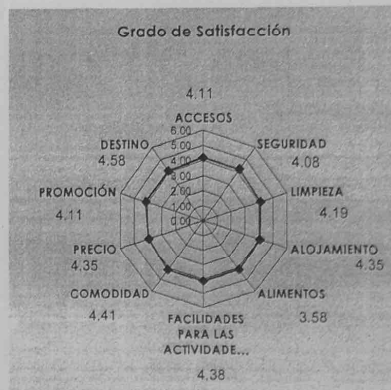 Grado de Satisfacción
4.11
ACCESOS
6.00
5.00
4.00
3.00
2.00
1.00
0.00
SEGURIDAD
4.08
LIMPIEZA
4.19
ALOJAMIENTO
4.35
ALIMENTOS
3.58
FACILIDADES
PARA LAS
ACTIVIDADE...
4.38
COMODIDAD
4.41
PRECIO
4.35
PROMOCIÓN
4.11
DESTINO
4.58